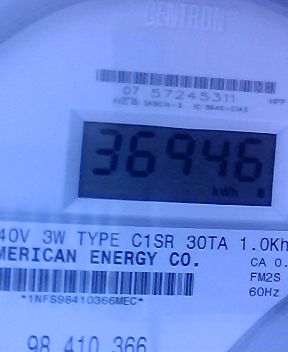 CENTRON®
07 57245311
36946
kWh
40V 3W TYPE C1SR 30TA 1.0Kh
MERICAN ENERGY CO.
CA 0.
FM2S
60Hz
*1NFS98410366MEC*
98 410 366